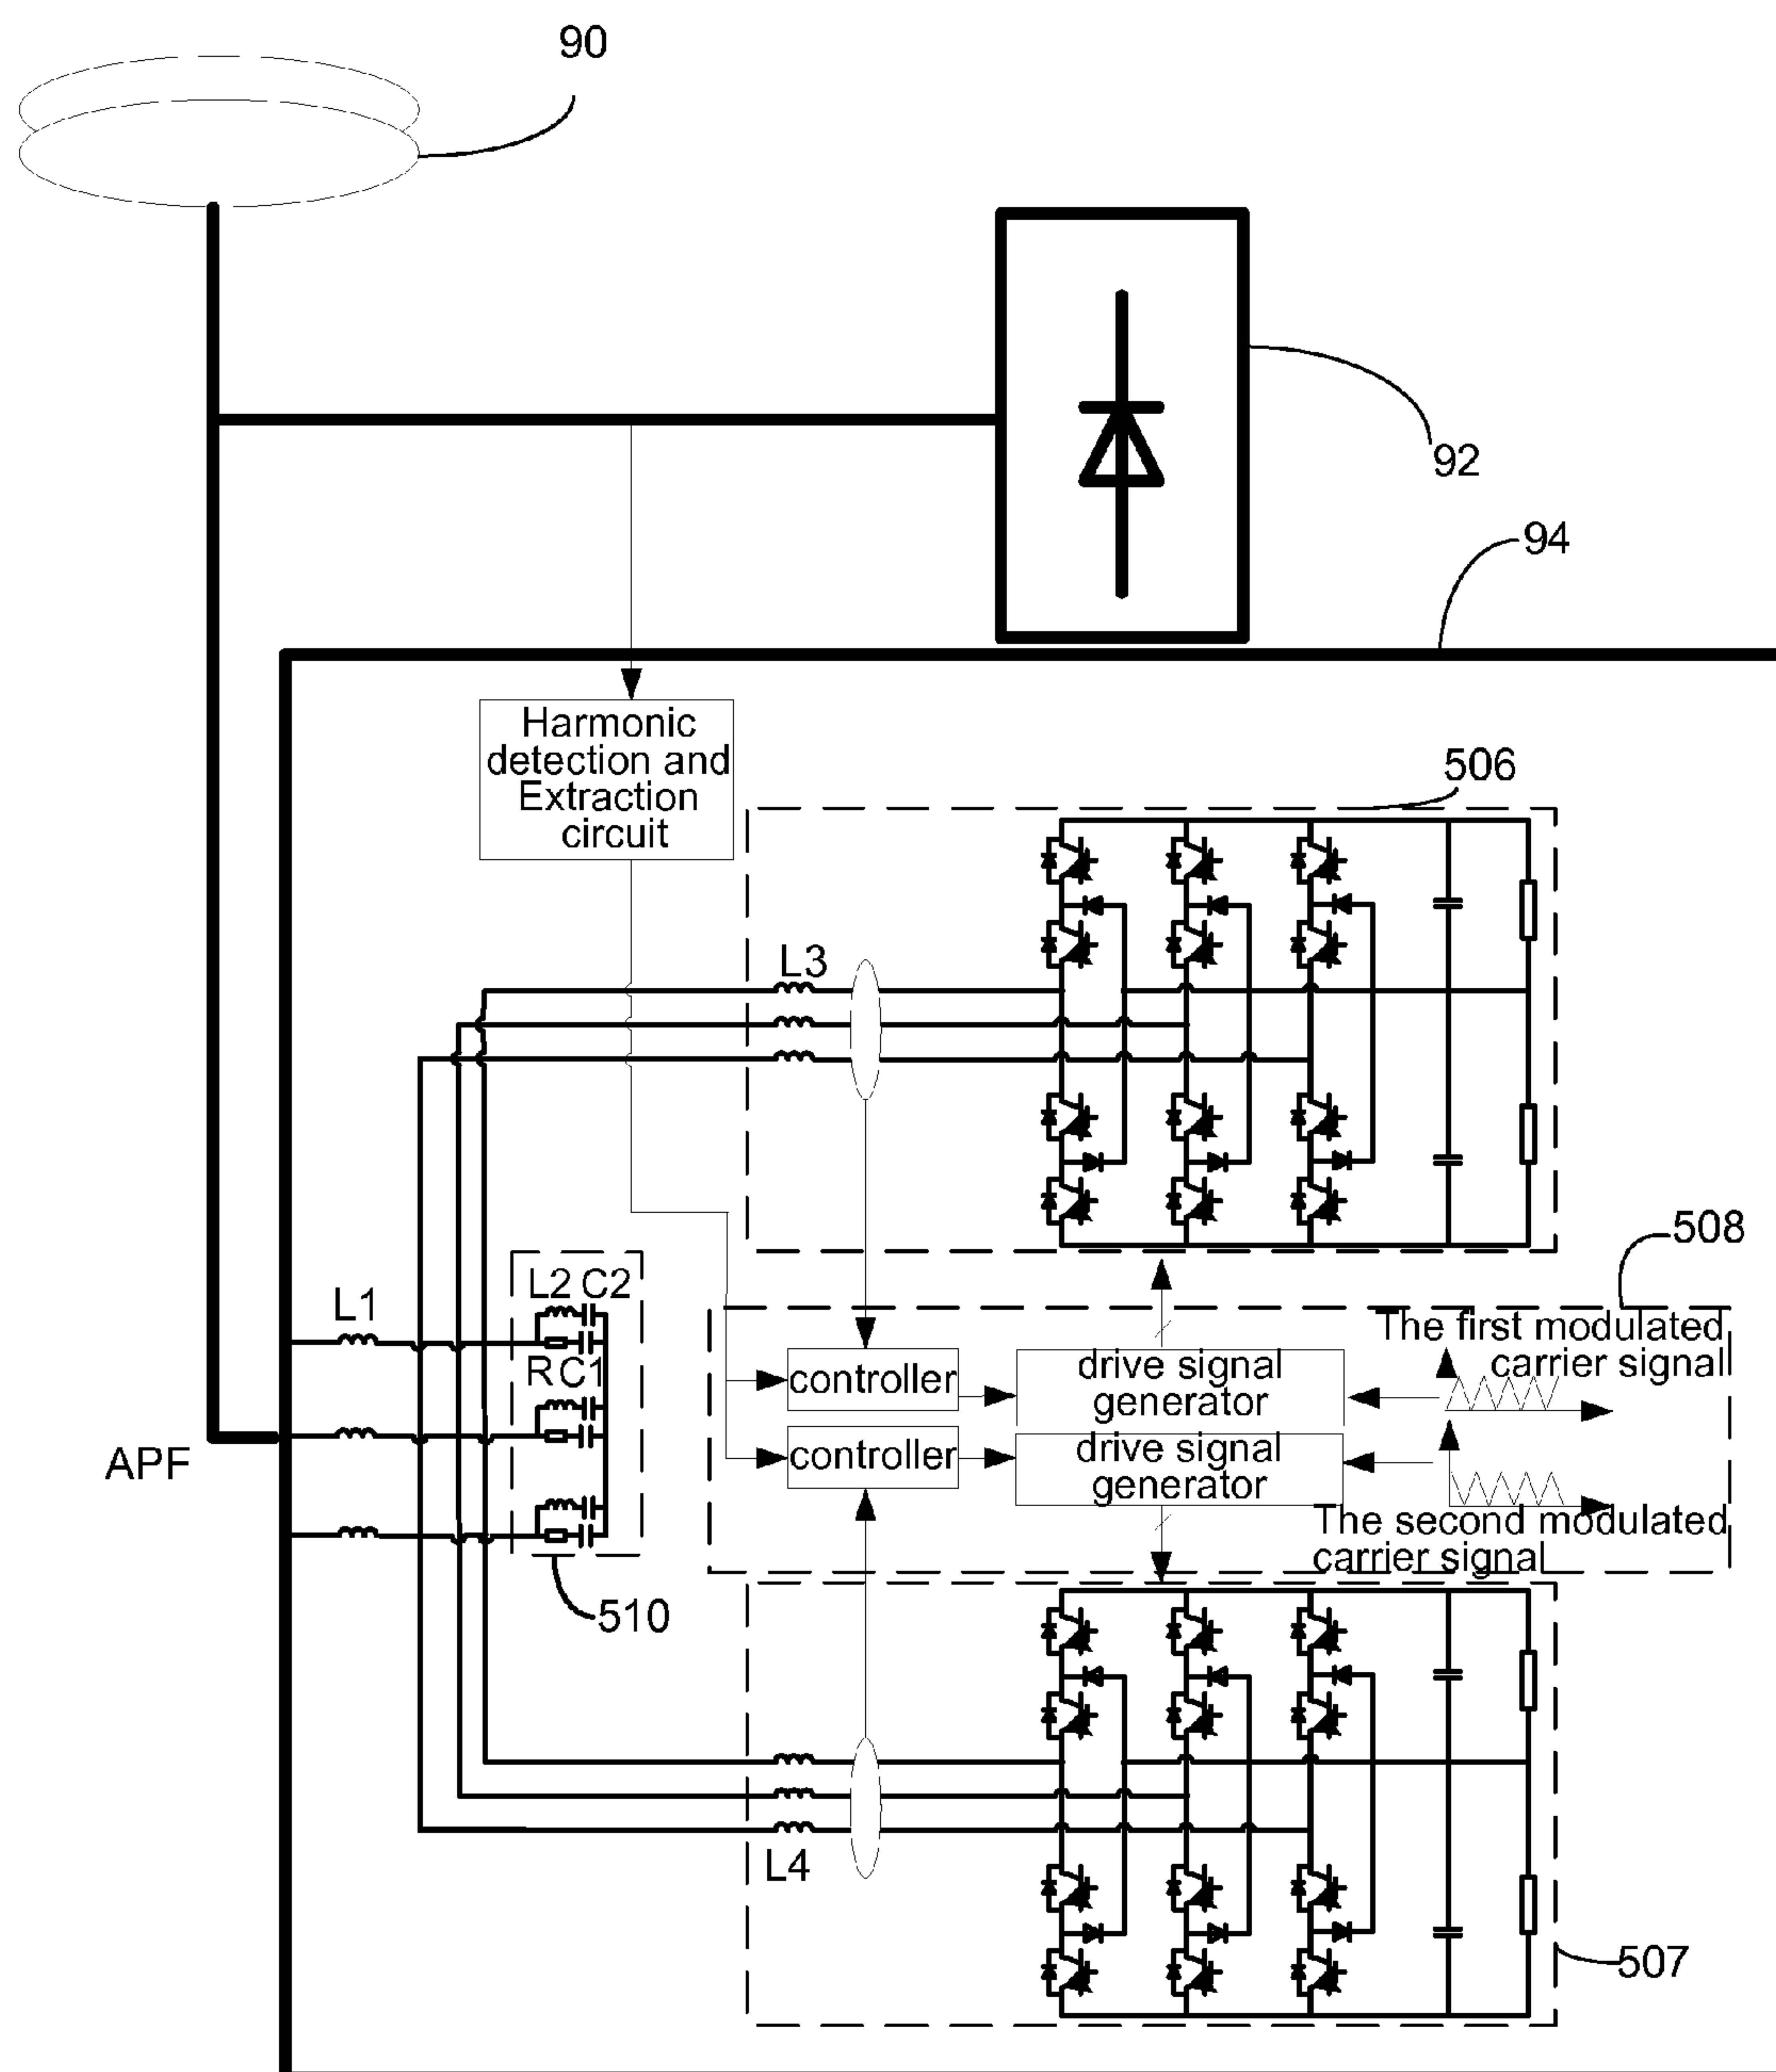 90
92
94
Harmonic
detection and
Extraction
circuit
506
L3
508
L2 C2
L1
The first modulated
carrier signal
RC1
controller
drive signal
generator
APF
controller
drive signal
generator
The second modulated
carrier signal
510
L4
507